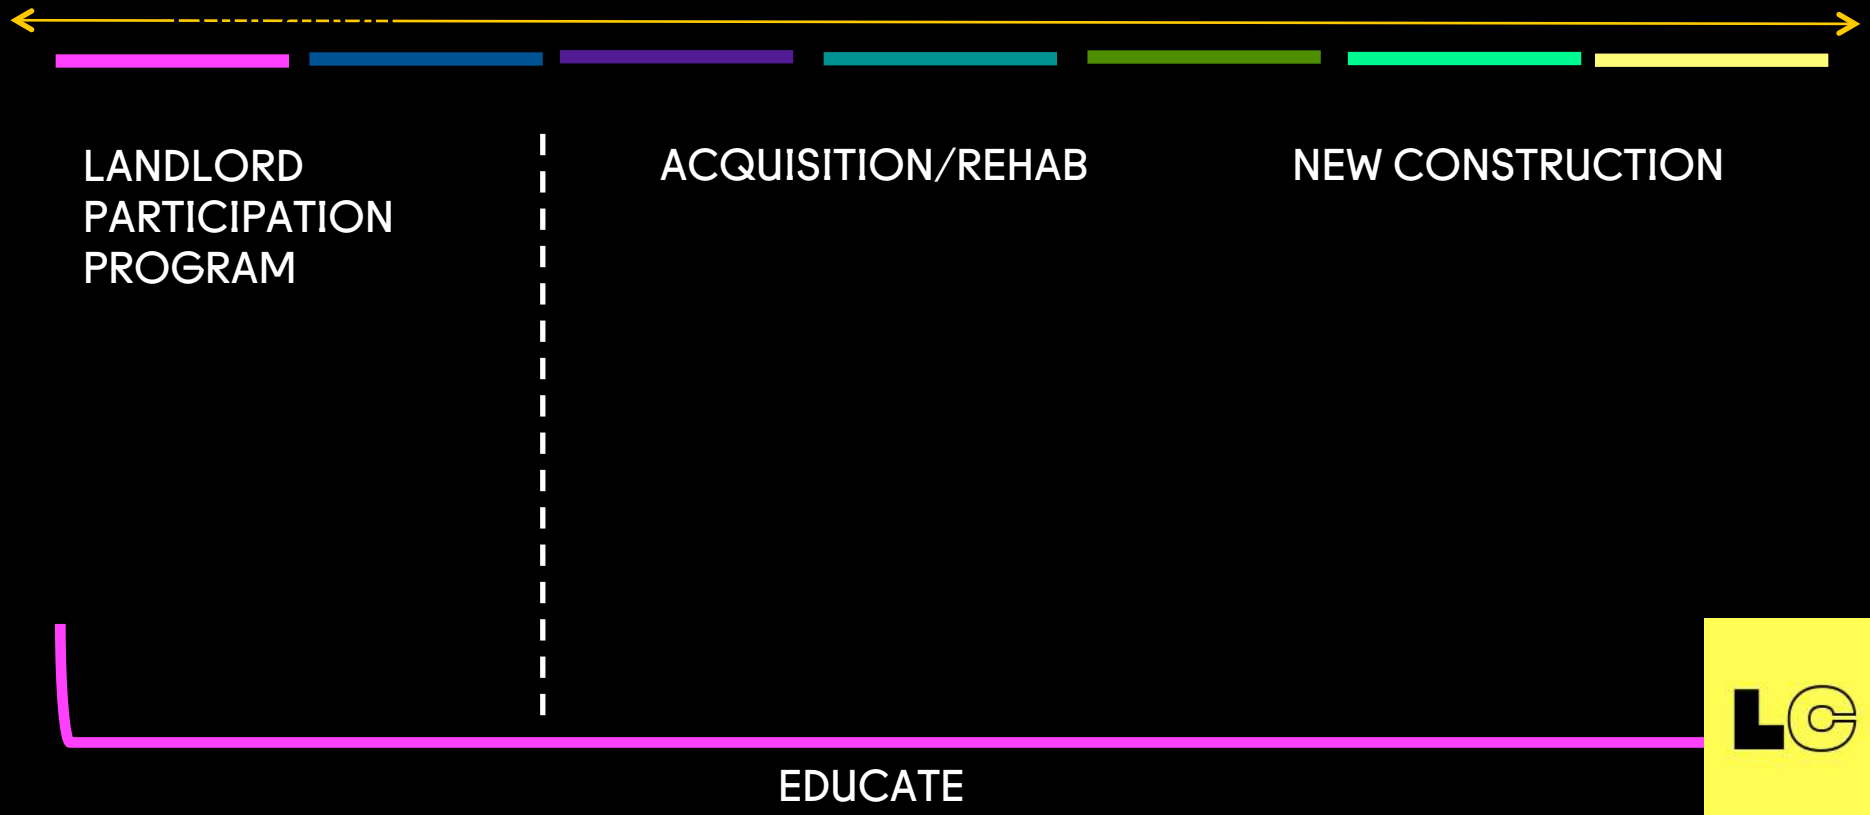 LANDLORD
PARTICIPATION
PROGRAM
ACQUISITION/REHAB
NEW CONSTRUCTION
EDUCATE
LC